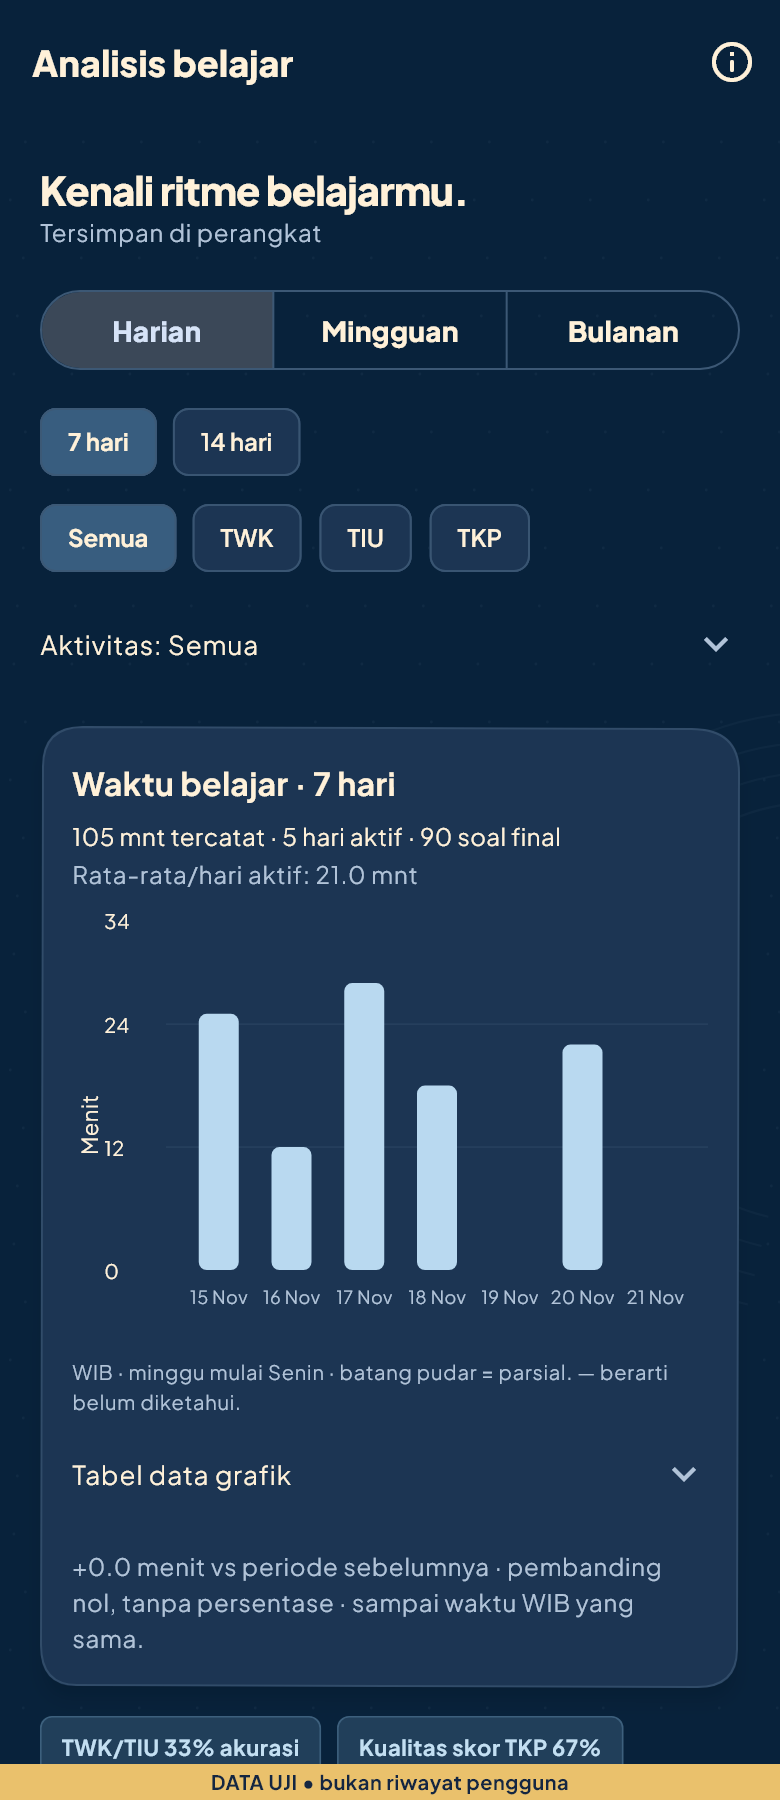 Analisis belajar
Kenali ritme belajarmu.
Tersimpan di perangkat
Harian Mingguan Bulanan
7 hari 14 hari
Semua TWK TIU TKP
Aktivitas: Semua
Waktu belajar · 7 hari
105 mnt tercatat · 5 hari aktif · 90 soal final
Rata-rata/hari aktif: 21.0 mnt
34
24
Menit
12
0
15 Nov 16 Nov 17 Nov 18 Nov 19 Nov 20 Nov 21 Nov
WIB · minggu mulai Senin · batang pudar = parsial. — berarti
belum diketahui.
Tabel data grafik
+0.0 menit vs periode sebelumnya · pembanding
nol, tanpa persentase · sampai waktu WIB yang
sama.
TWK/TIU 33% akurasi Kualitas skor TKP 67%
DATA UJI • bukan riwayat pengguna